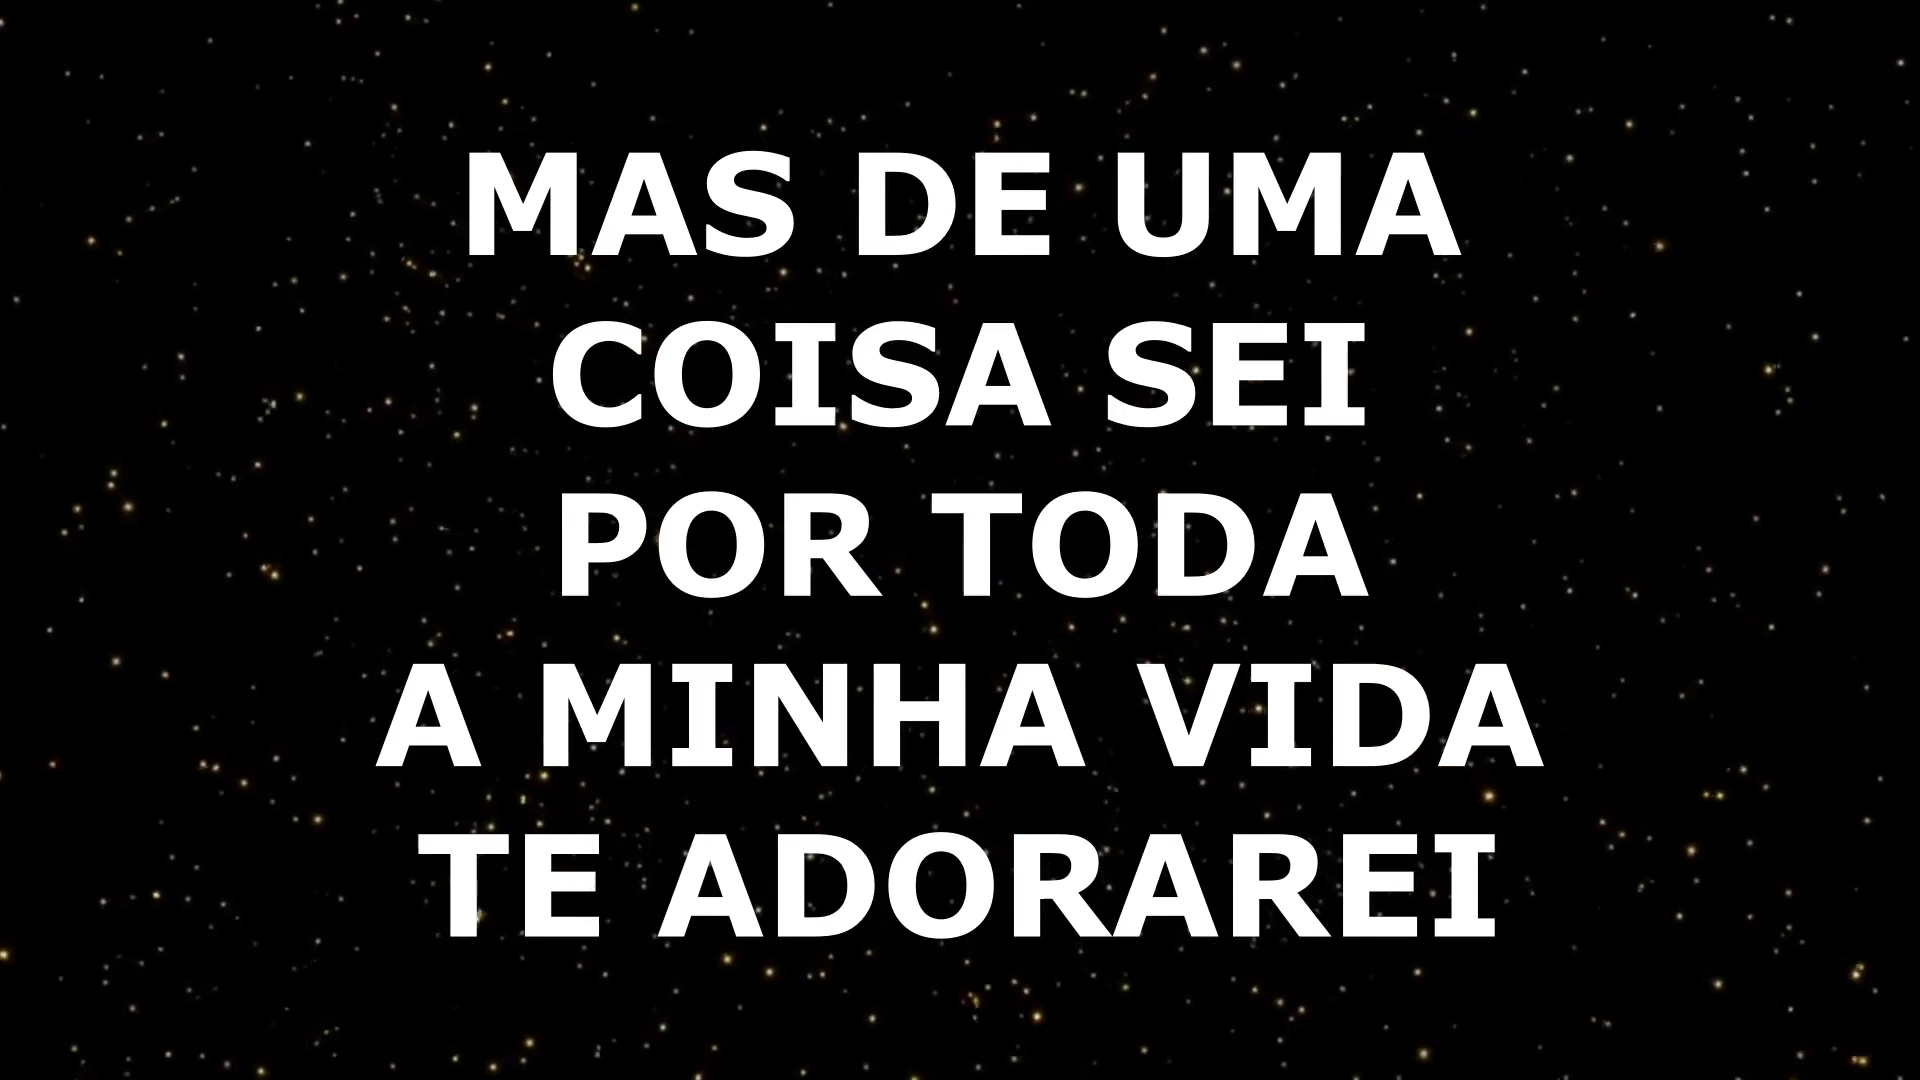 MAS DE UMA
COISA SEI
POR TODA
A MINHA VIDA
TE ADORAREI